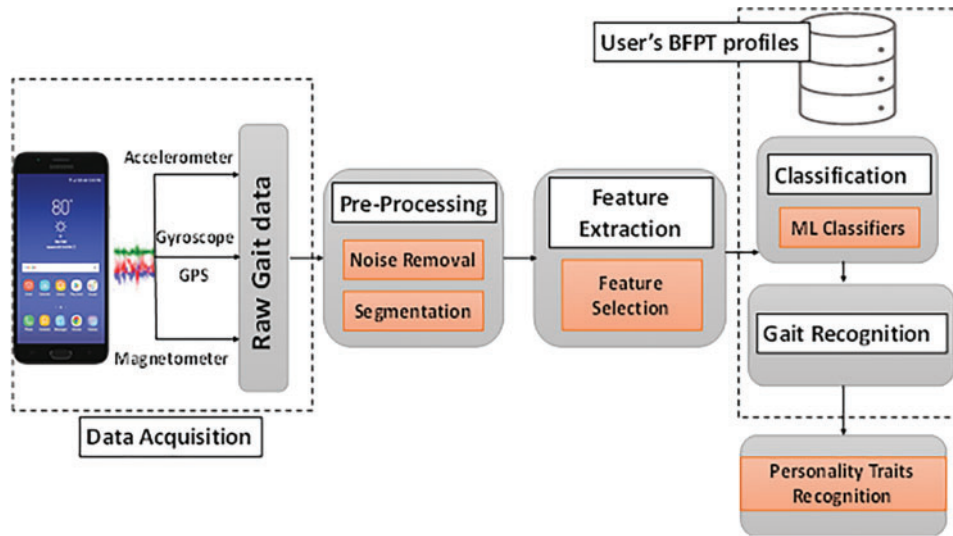 User's BFPT profiles
Accelerometer
Gyroscope
GPS
Magnetometer
80°
Raw Gait data
Data Acquisition
Pre-Processing
Noise Removal
Segmentation
Feature
Extraction
Feature
Selection
Classification
ML Classifiers
Gait Recognition
Personality Traits
Recognition